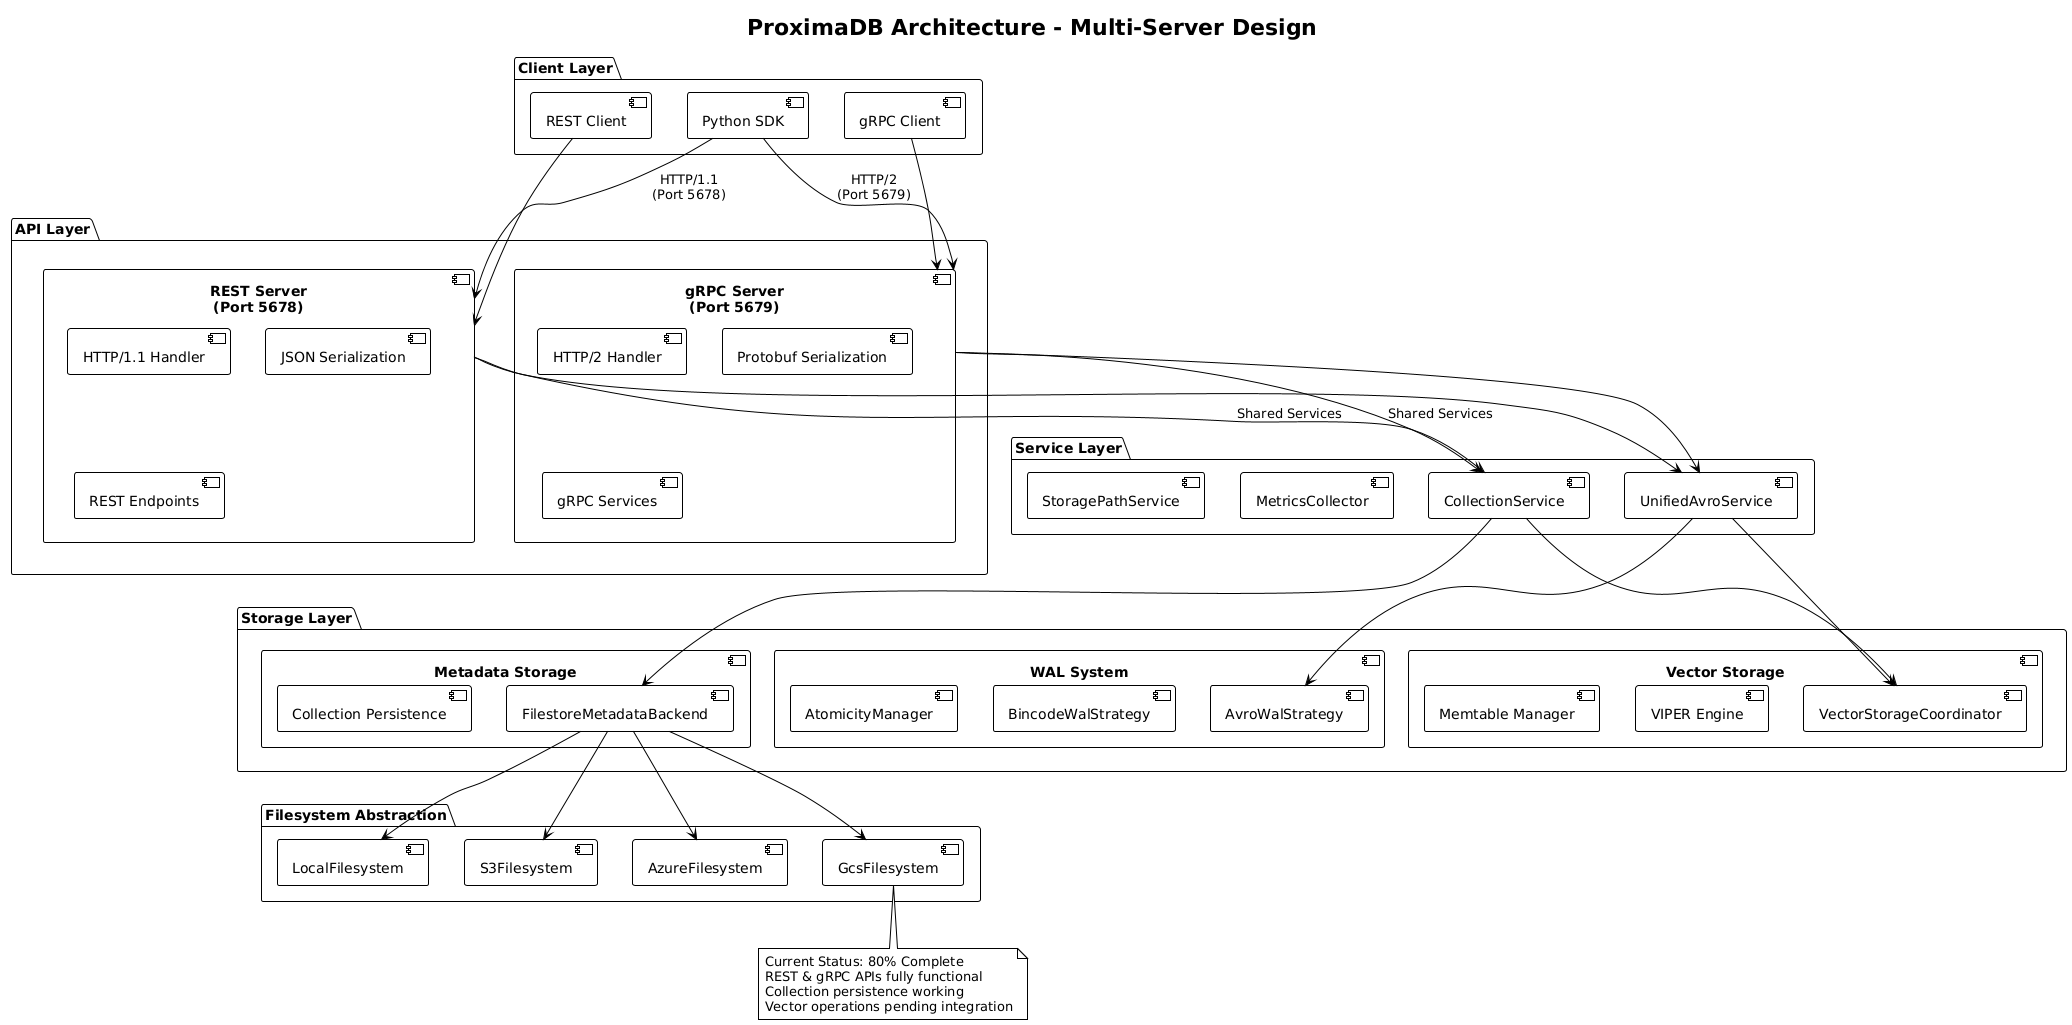 ProximaDB Architecture - Multi-Server Design
Client Layer
REST Client
Python SDK
gRPC Client
HTTP/1.1
(Port 5678)
HTTP/2
(Port 5679)
API Layer
REST Server
(Port 5678)
HTTP/1.1 Handler
JSON Serialization
REST Endpoints
gRPC Server
(Port 5679)
HTTP/2 Handler
Protobuf Serialization
gRPC Services
Shared Services
Shared Services
Service Layer
StoragePathService
MetricsCollector
CollectionService
UnifiedAvroService
Storage Layer
Metadata Storage
Collection Persistence
FilestoreMetadataBackend
WAL System
AtomicityManager
BincodeWalStrategy
AvroWalStrategy
Vector Storage
Memtable Manager
VIPER Engine
VectorStorageCoordinator
Filesystem Abstraction
LocalFilesystem
S3Filesystem
AzureFilesystem
GcsFilesystem
Current Status: 80% Complete
REST & gRPC APIs fully functional
Collection persistence working
Vector operations pending integration